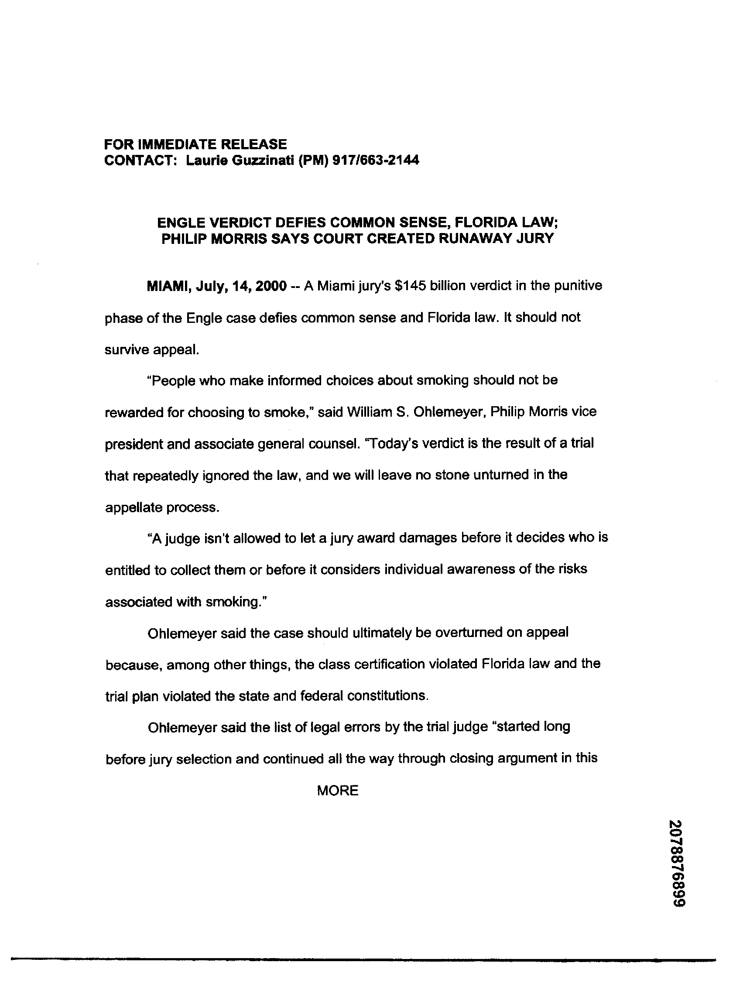 FOR IMMEDIATE RELEASE
CONTACT: Laurie Guzzinati (PM) 917/663-2144
ENGLE VERDICT DEFIES COMMON SENSE, FLORIDA LAW;
PHILIP MORRIS SAYS COURT CREATED RUNAWAY JURY
MIAMI, July, 14, 2000 -- A Miami jury's $145 billion verdict in the punitive
phase of the Engle case defies common sense and Florida law. It should not
survive appeal.
"People who make informed choices about smoking should not be
rewarded for choosing to smoke," said William S. Ohlemeyer, Philip Morris vice
president and associate general counsel. "Today's verdict is the result of a trial
that repeatedly ignored the law, and we will leave no stone unturned in the
appellate process.
"A judge isn't allowed to let a jury award damages before it decides who is
entitled to collect them or before it considers individual awareness of the risks
associated with smoking."
Ohlemeyer said the case should ultimately be overturned on appeal
because, among other things, the class certification violated Florida law and the
trial plan violated the state and federal constitutions.
Ohlemeyer said the list of legal errors by the trial judge "started long
before jury selection and continued all the way through closing argument in this
MORE
2078876899